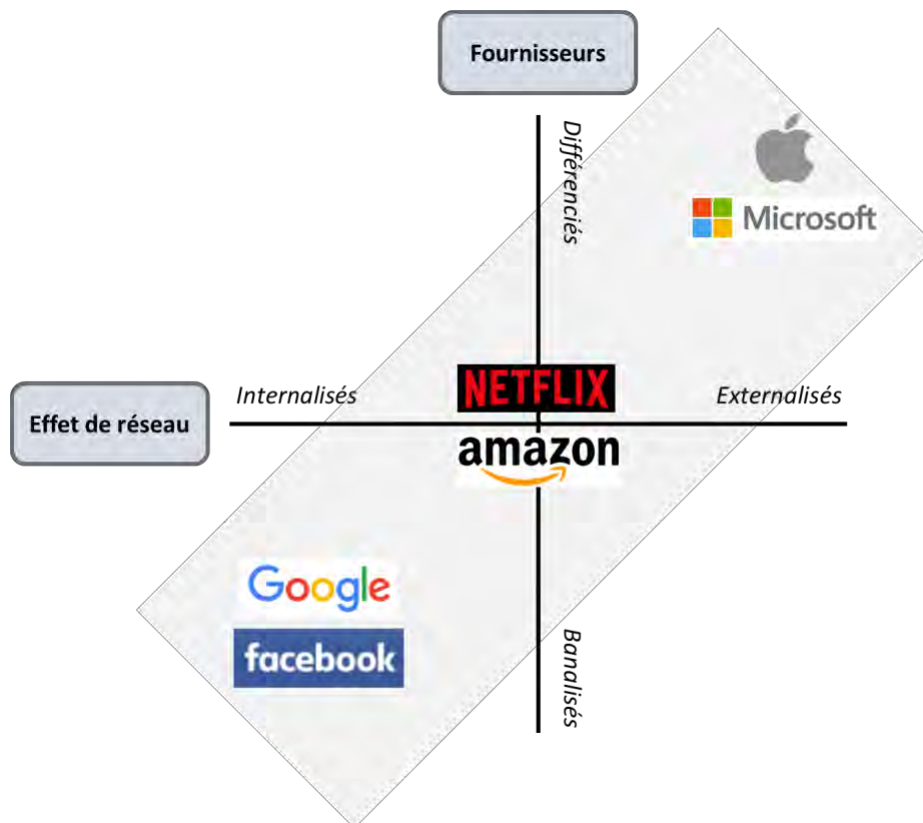 Fournisseurs
Différenciés
Microsoft
NETFLIX
Internalisés
Externalisés
Effet de réseau
amazon
Google
facebook
Banalisés